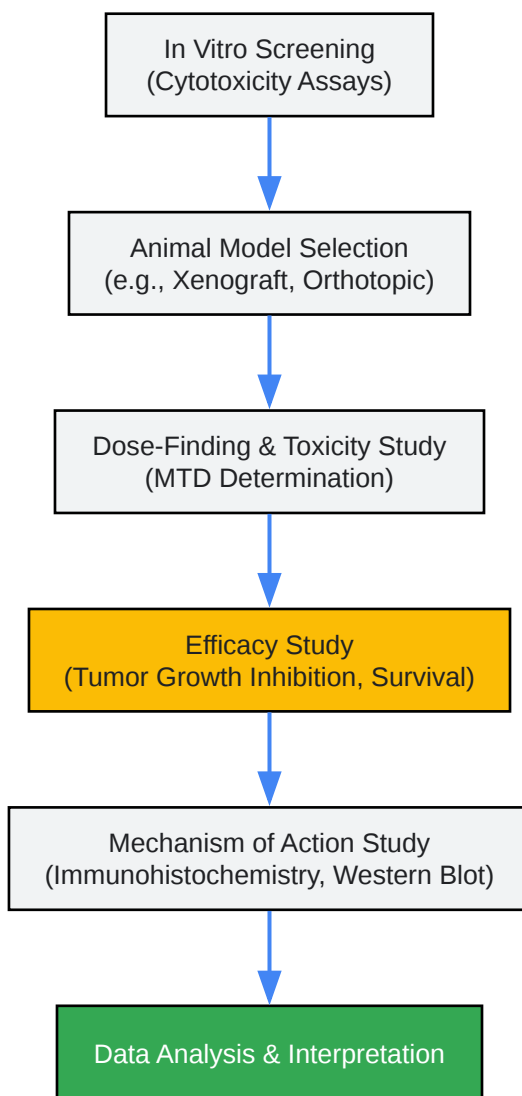 In Vitro Screening
(Cytotoxicity Assays)
Animal Model Selection
(e.g., Xenograft, Orthotopic)
Dose-Finding & Toxicity Study
(MTD Determination)
Efficacy Study
(Tumor Growth Inhibition, Survival)
Mechanism of Action Study
(Immunohistochemistry, Western Blot)
Data Analysis & Interpretation